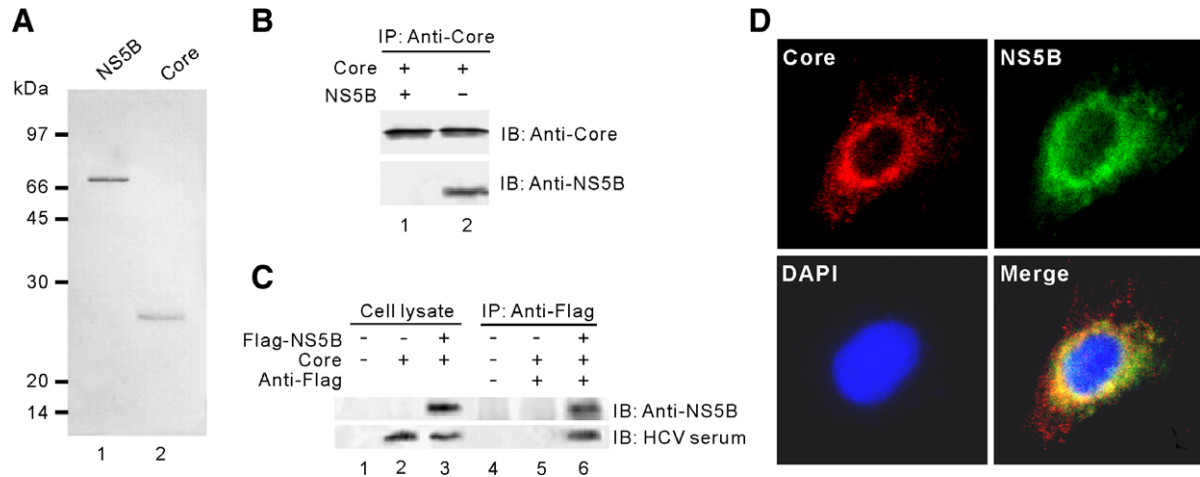 A
NS5B Core
kDa
97
66
45
30
20
14
1 2
B
IP: Anti-Core
Core + +
NS5B + −
IB: Anti-Core
IB: Anti-NS5B
1 2
C
Cell lysate IP: Anti-Flag
Flag-NS5B - - + - - +
Core - + + - + +
Anti-Flag - + +
IB: Anti-NS5B
IB: HCV serum
1 2 3 4 5 6
D
Core NS5B
DAPI Merge